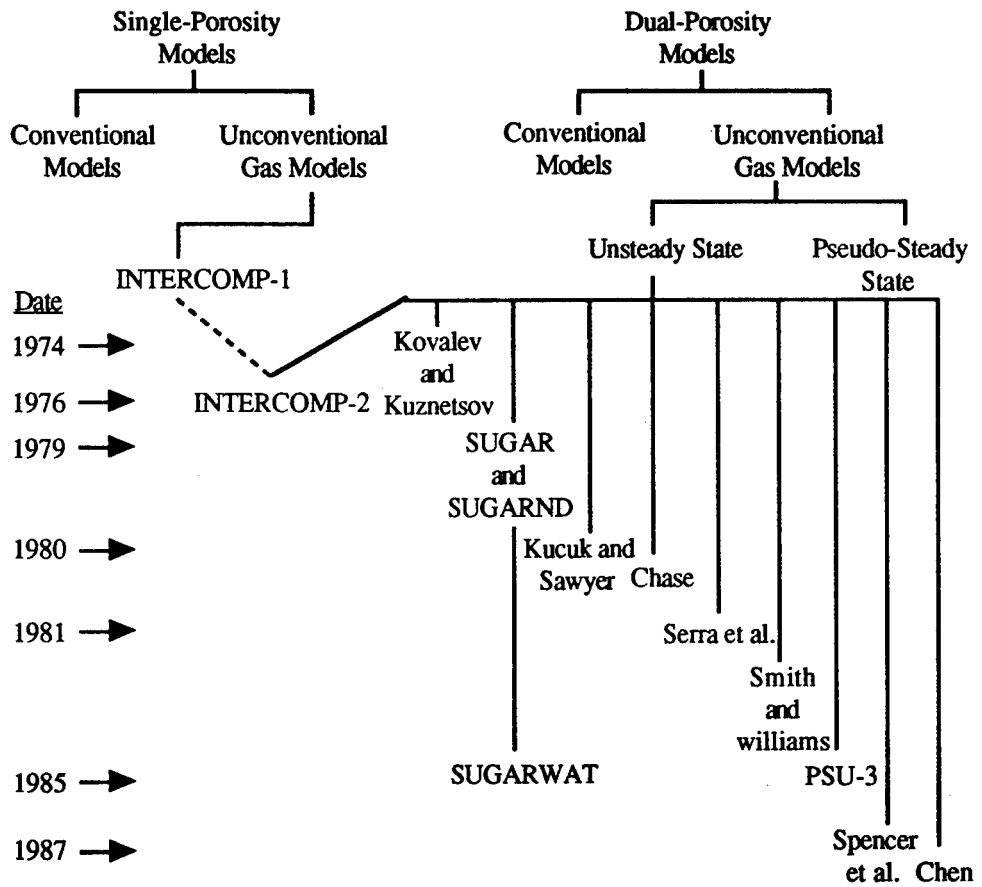 Single-Porosity
Models
Dual-Porosity
Models
Conventional
Models
Unconventional
Gas Models
Conventional
Models
Unconventional
Gas Models
Unsteady State
Pseudo-Steady
State
INTERCOMP-1
Date
1974
Kovalev
and
Kuznetsov
1976
INTERCOMP-2
1979
SUGAR
and
SUGARND
1980
Kucuk and
Sawyer
Chase
1981
Serra et al.
Smith
and
williams
1985
SUGARWAT
PSU-3
1987
Spencer
et al.
Chen